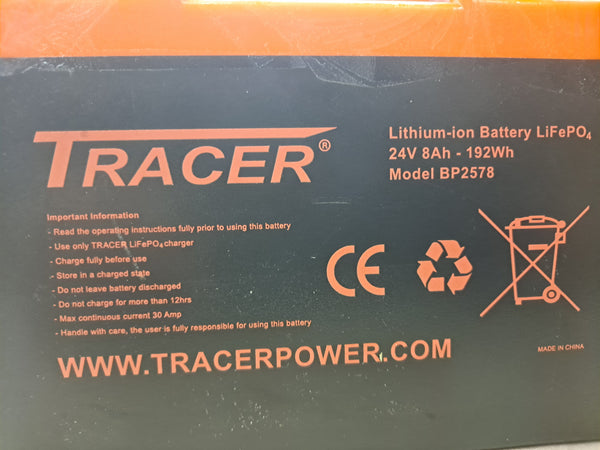 TRACER®
Lithium-ion Battery LiFePO₄
24V 8Ah - 192Wh
Model BP2578
Important Information
- Read the operating instructions fully prior to using this battery
- Use only TRACER LiFePO₄ charger
- Charge fully before use
- Store in a charged state
- Do not leave battery discharged
- Do not charge for more than 12hrs
- Max continuous current 30 Amp
- Handle with care, the user is fully responsible for using this battery
CE
WWW.TRACERPOWER.COM
MADE IN CHINA